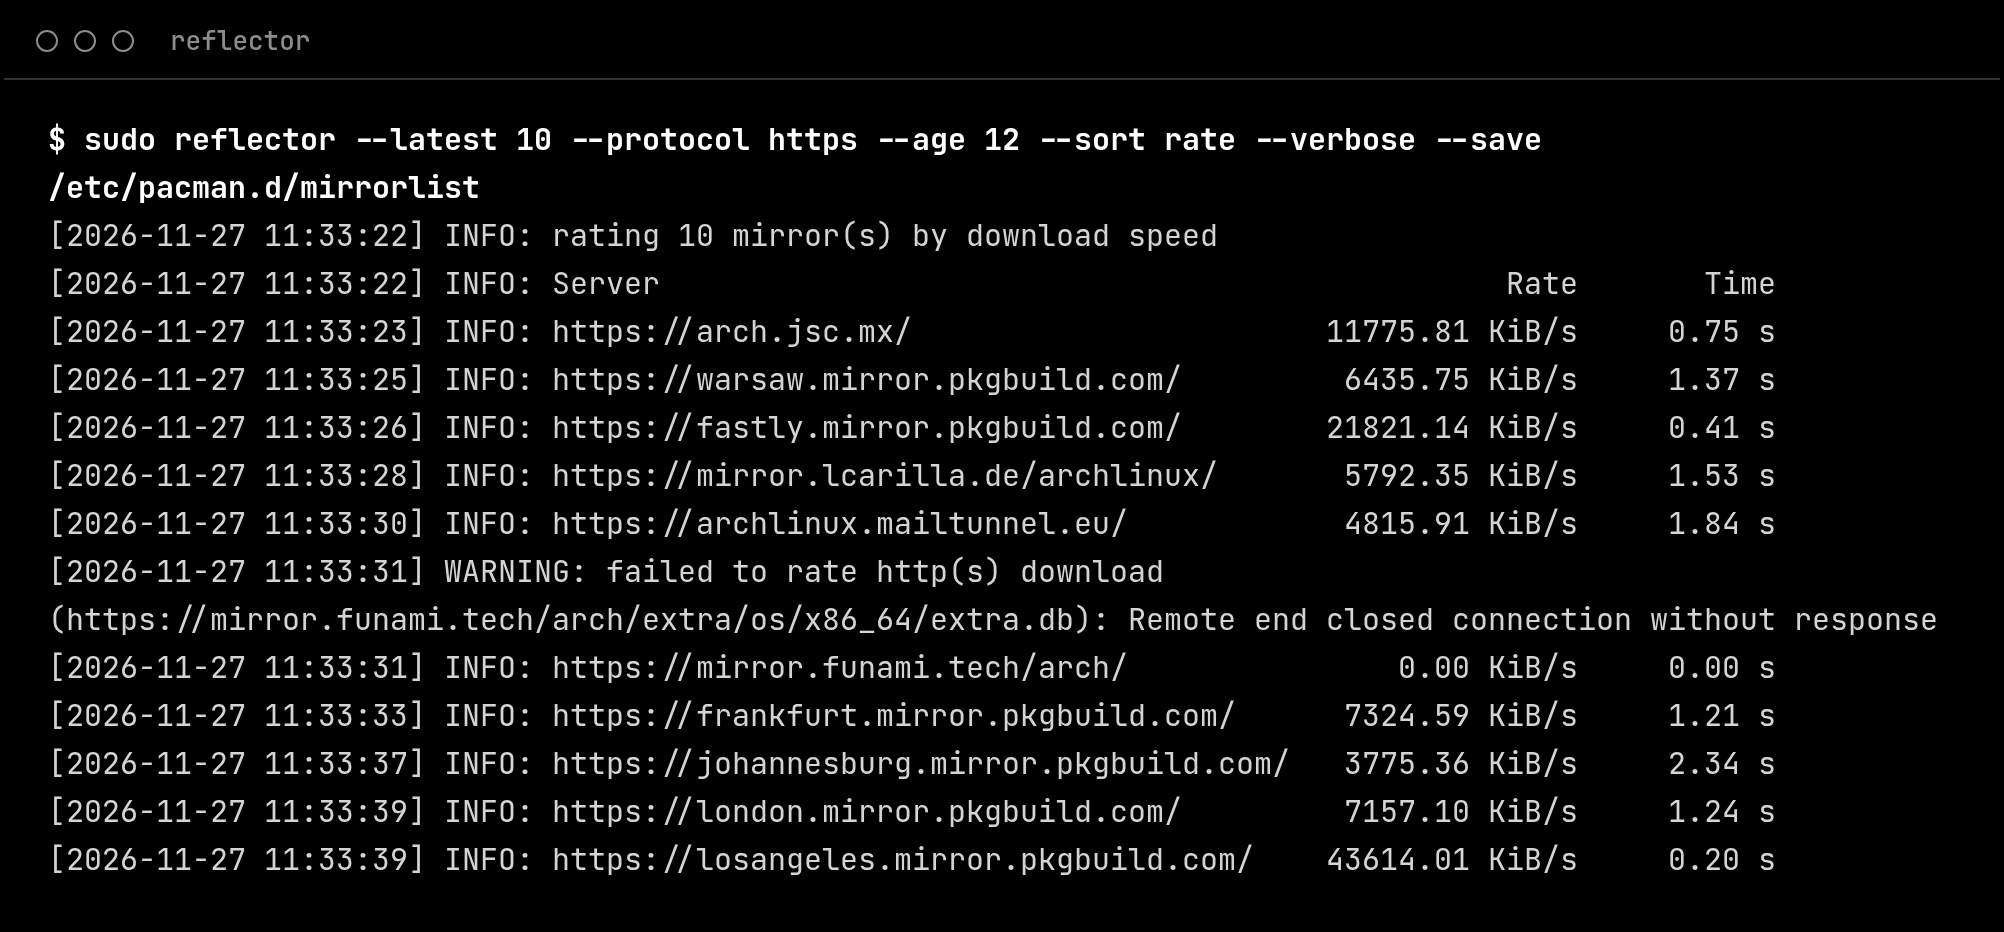 reflector
$ sudo reflector --latest 10 --protocol https --age 12 --sort rate --verbose --save
/etc/pacman.d/mirrorlist
[2026-11-27 11:33:22] INFO: rating 10 mirror(s) by download speed
[2026-11-27 11:33:22] INFO: Server                                               Rate       Time
[2026-11-27 11:33:23] INFO: https://arch.jsc.mx/                       11775.81 KiB/s     0.75 s
[2026-11-27 11:33:25] INFO: https://warsaw.mirror.pkgbuild.com/         6435.75 KiB/s     1.37 s
[2026-11-27 11:33:26] INFO: https://fastly.mirror.pkgbuild.com/        21821.14 KiB/s     0.41 s
[2026-11-27 11:33:28] INFO: https://mirror.lcarilla.de/archlinux/       5792.35 KiB/s     1.53 s
[2026-11-27 11:33:30] INFO: https://archlinux.mailtunnel.eu/            4815.91 KiB/s     1.84 s
[2026-11-27 11:33:31] WARNING: failed to rate http(s) download
(https://mirror.funami.tech/arch/extra/os/x86_64/extra.db): Remote end closed connection without response
[2026-11-27 11:33:31] INFO: https://mirror.funami.tech/arch/               0.00 KiB/s     0.00 s
[2026-11-27 11:33:33] INFO: https://frankfurt.mirror.pkgbuild.com/      7324.59 KiB/s     1.21 s
[2026-11-27 11:33:37] INFO: https://johannesburg.mirror.pkgbuild.com/   3775.36 KiB/s     2.34 s
[2026-11-27 11:33:39] INFO: https://london.mirror.pkgbuild.com/         7157.10 KiB/s     1.24 s
[2026-11-27 11:33:39] INFO: https://losangeles.mirror.pkgbuild.com/    43614.01 KiB/s     0.20 s